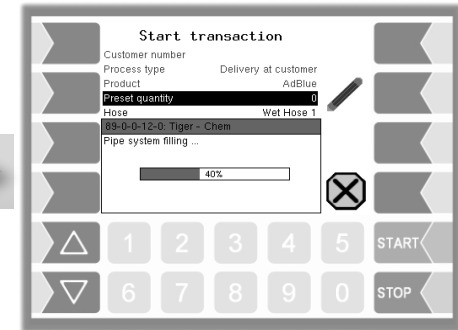 Start transaction
Customer number
Process type Delivery at customer
Product AdBlue
Preset quantity 0
Hose Wet Hose 1
89-0-0-12-0: Tiger - Chem
Pipe system filling ...
40%
1 2 3 4 5 START
6 7 8 9 0 STOP